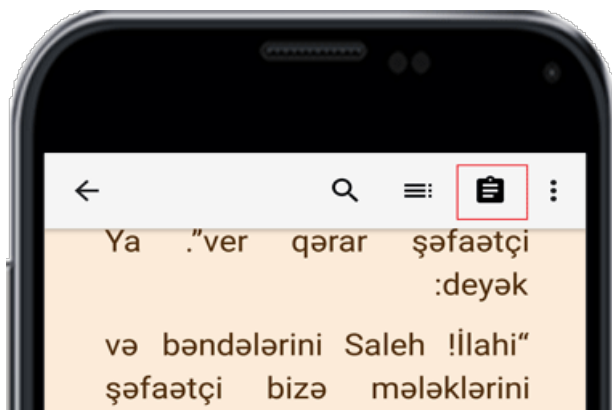 Ya .”ver qərar şəfaətçi
:deyək
və bəndələrini Saleh !İlahi“
şəfaətçi bizə mələklərini